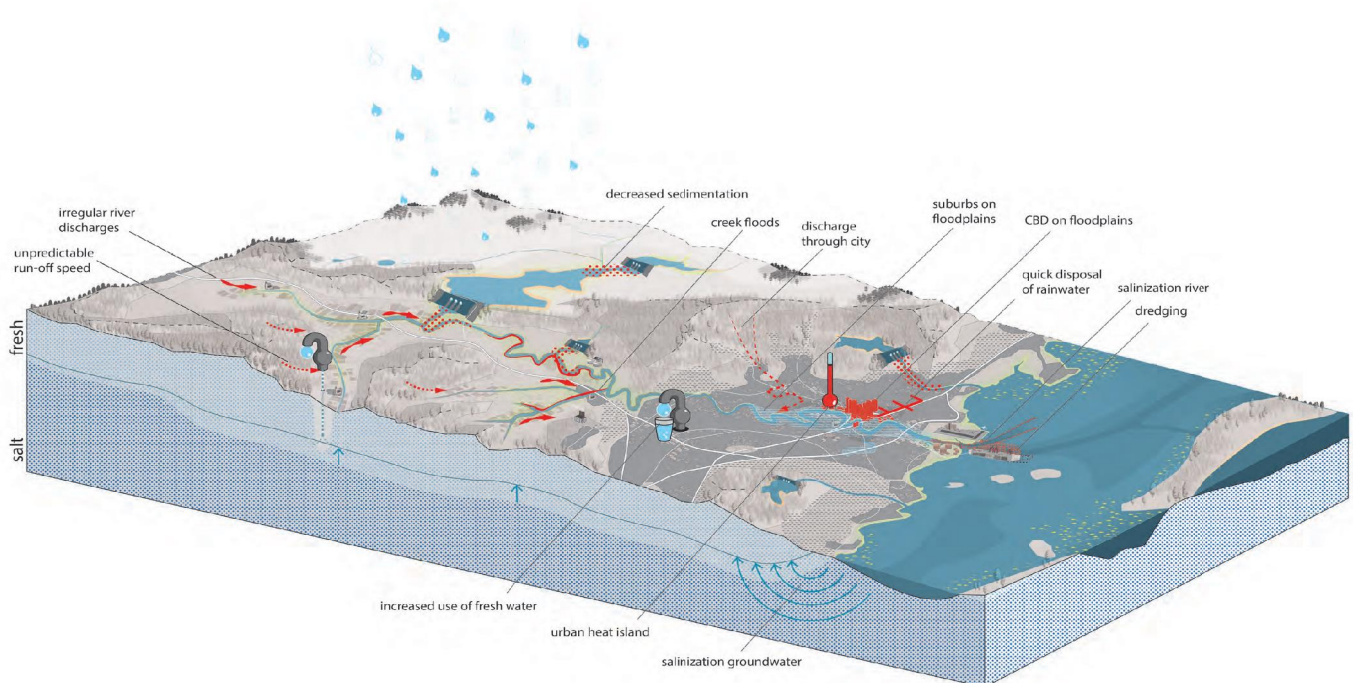 decreased sedimentation
irregular river
discharges
creek floods
discharge
through city
suburbs on
floodplains
CBD on floodplains
unpredictable
run-off speed
quick disposal
of rainwater
salinization river
dredging
fresh
salt
increased use of fresh water
urban heat island
salinization groundwater